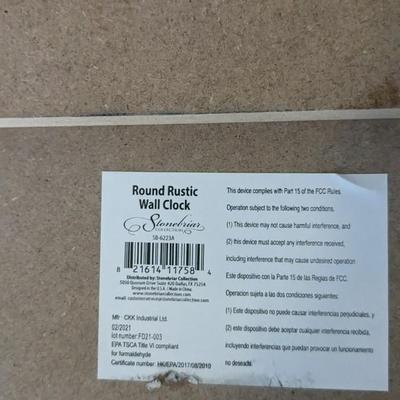 Round Rustic
Wall Clock
Stonebriar
COLLECTION
SB-6223A
8 21614 11758 4
Distributed by: Stonebriar Collection
5050 Quorum Drive Suite 420 Dallas, TX 75254
Designed in the U.S.A. / Made in China
www.stonebriarcollection.com
Mfr: CKK Industrial Ltd.
02/2021
lot number: FD21-003
EPA TSCA Title VI compliant
for formaldehyde
Certificate number: HK/EPA/2017/08/2010
This device complies with Part 15 of the FCC Rules.
Operation subject to the following two conditions.
(1) This device may not cause harmful interference, and
(2) this device must accept any interference received,
including interference that may cause undesired operation
Este dispositivo con la Parte 15 de las Reglas de FCC.
Operacion sujeta a las dos condiciones siguientes:
(1) Este dispositivo no puede causar interferencias perjudiciales, y
(2) este dispositivo debe aceptar cualquier interferencia recibida,
incluyendo interferencias que puedan provocar un funcionamiento
no deseado.